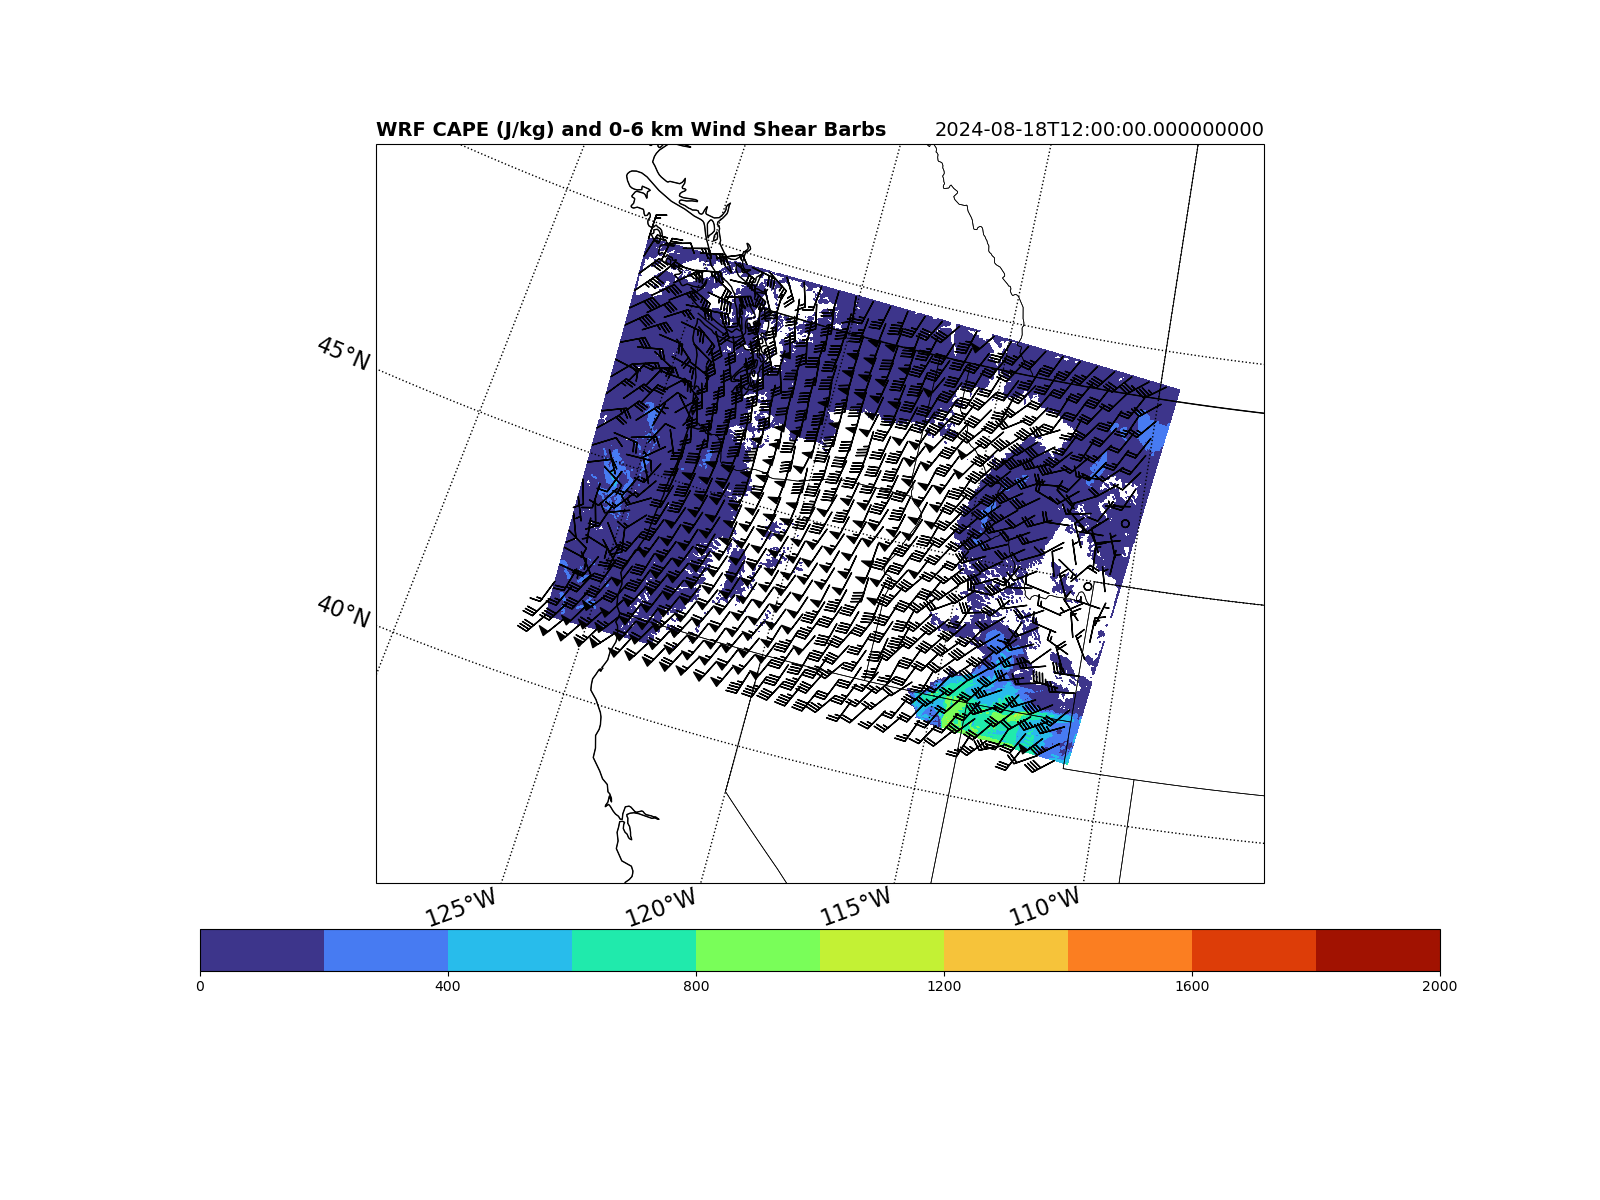 WRF CAPE (J/kg) and 0-6 km Wind Shear Barbs 2024-08-18T12:00:00.000000000
45°N
40°N
125°W 120°W 115°W 110°W
0 400 800 1200 1600 2000